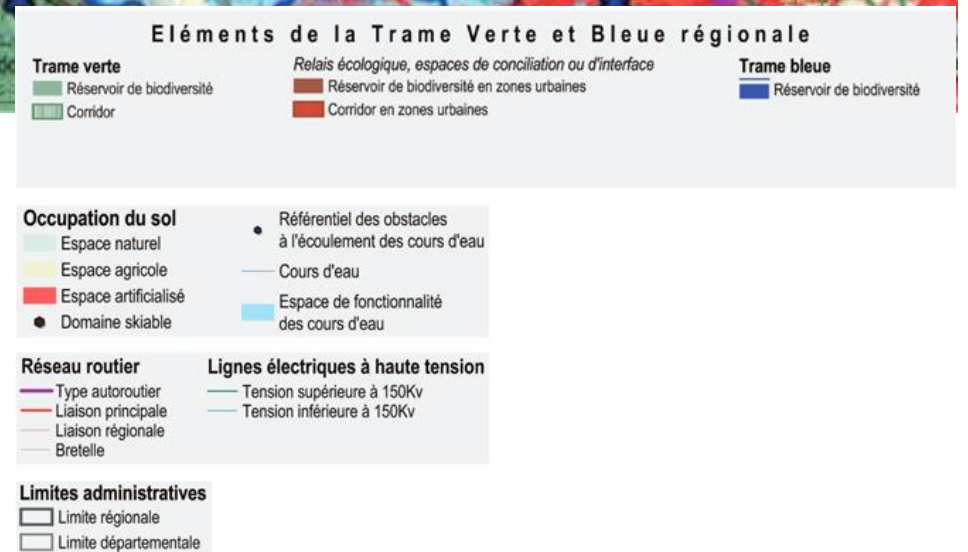 Eléments de la Trame Verte et Bleue régionale
Trame verte
Réservoir de biodiversité
Corridor
Relais écologique, espaces de conciliation ou d'interface
Réservoir de biodiversité en zones urbaines
Corridor en zones urbaines
Trame bleue
Réservoir de biodiversité
Occupation du sol
Espace naturel
Espace agricole
Espace artificialisé
Domaine skiable
Référentiel des obstacles
à l'écoulement des cours d'eau
Cours d'eau
Espace de fonctionnalité
des cours d'eau
Réseau routier
Type autoroutier
Liaison principale
Liaison régionale
Bretelle
Lignes électriques à haute tension
Tension supérieure à 150Kv
Tension inférieure à 150Kv
Limites administratives
Limite régionale
Limite départementale